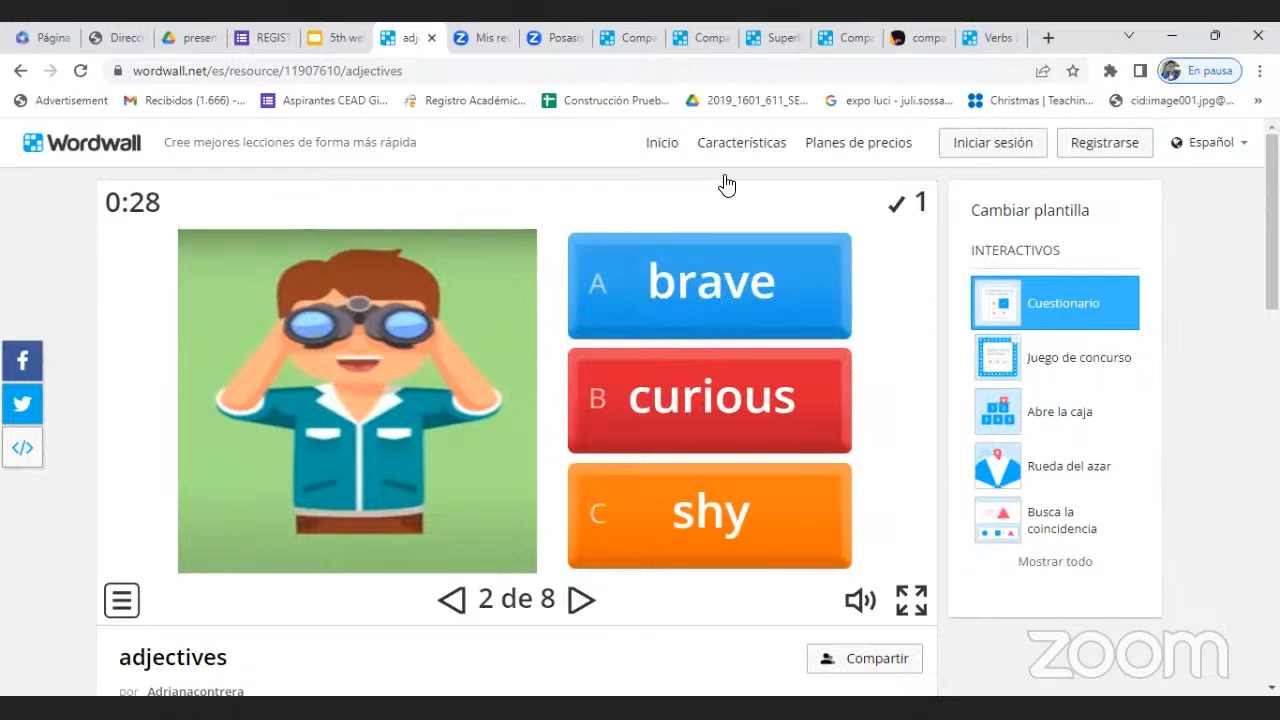 Página
Direcc
presen
REGIST
5th we
adj
Mis re
Posasi
Compa
Compa
Superl
Compa
compa
Verbs a
wordwall.net/es/resource/11907610/adjectives
En pausa
Advertisement
Recibidos (1.666) -...
Aspirantes CEAD Gi...
Registro Académic...
Construcción Prueb...
2019_1601_611_SE...
expo luci - juli.sossa...
Christmas | Teachin...
cid:image001.jpg@...
»
Wordwall
Cree mejores lecciones de forma más rápida
Inicio
Características
Planes de precios
Iniciar sesión
Registrarse
Español
0:28
1
A brave
B curious
C shy
2 de 8
Cambiar plantilla
INTERACTIVOS
Cuestionario
Juego de concurso
Abre la caja
Rueda del azar
Busca la
coincidencia
Mostrar todo
adjectives
Compartir
por Adrianacontrera
zoom